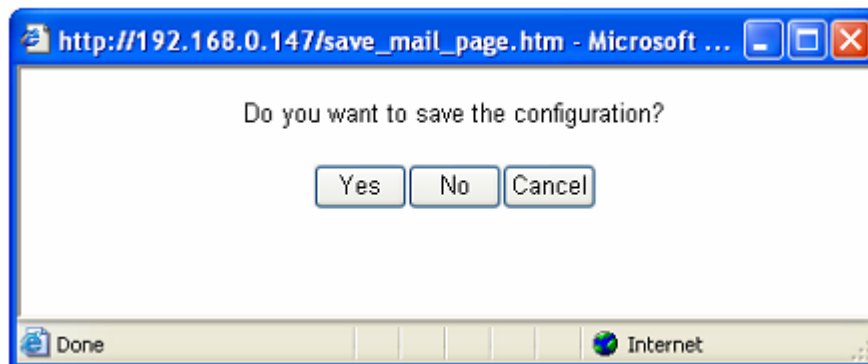 http://192.168.0.147/save_mail_page.htm - Microsoft ...
Do you want to save the configuration?
Yes No Cancel
Done Internet